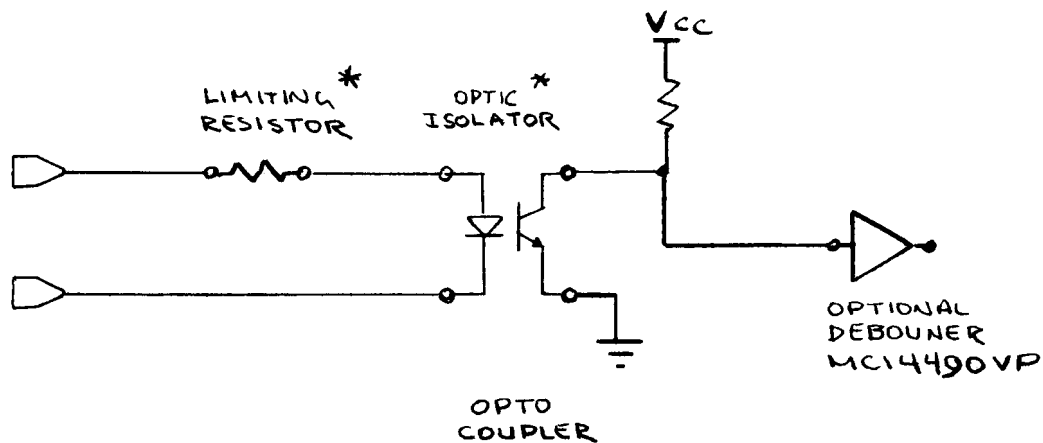 VCC
LIMITING *
RESISTOR
OPTIC *
ISOLATOR
OPTIONAL
DEBOUNER
MC14490VP
OPTO
COUPLER